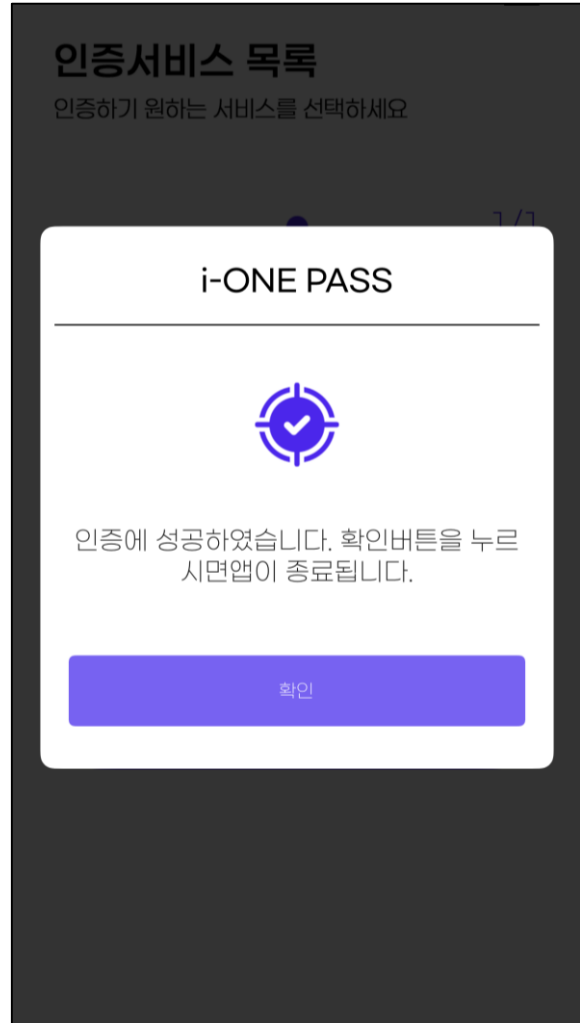 인증서비스 목록
인증하기 원하는 서비스를 선택하세요
1/1
i-ONE PASS
인증에 성공하였습니다. 확인버튼을 누르
시면앱이 종료됩니다.
확인